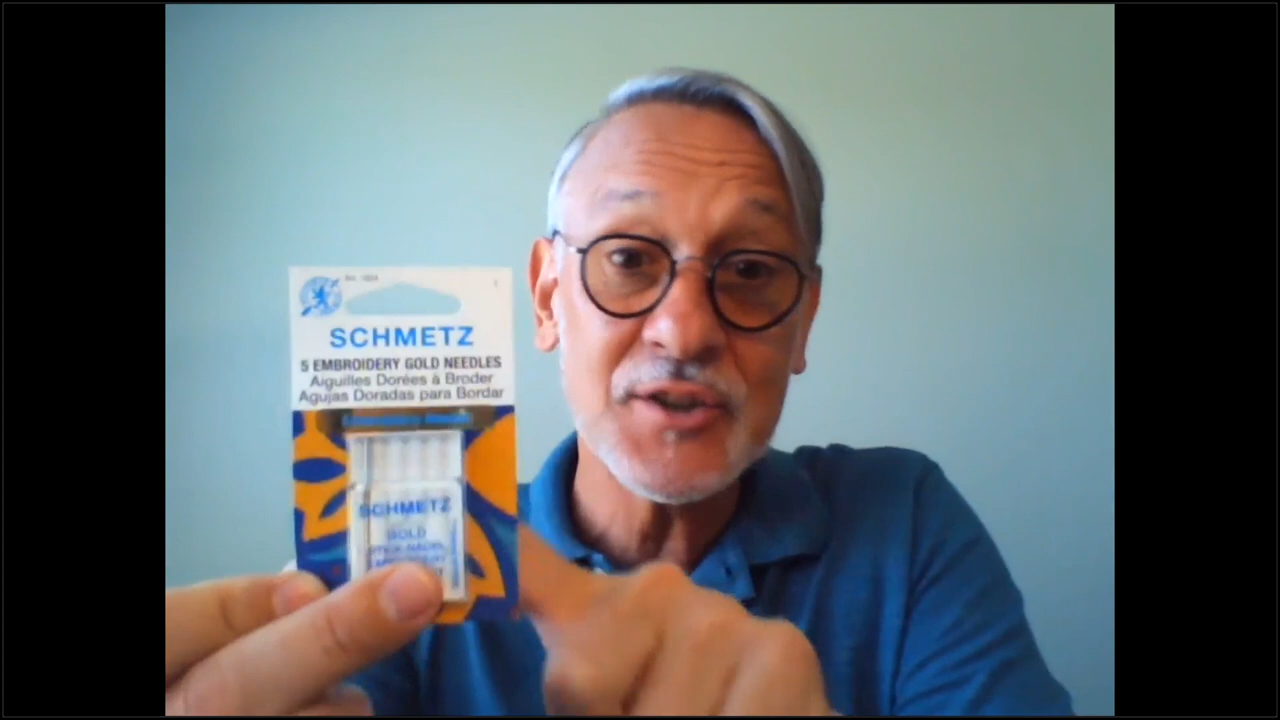 SCHMETZ
5 EMBROIDERY GOLD NEEDLES
Aiguilles Dorées à Broder
Agujas Doradas para Bordar
SCHMETZ
GOLD